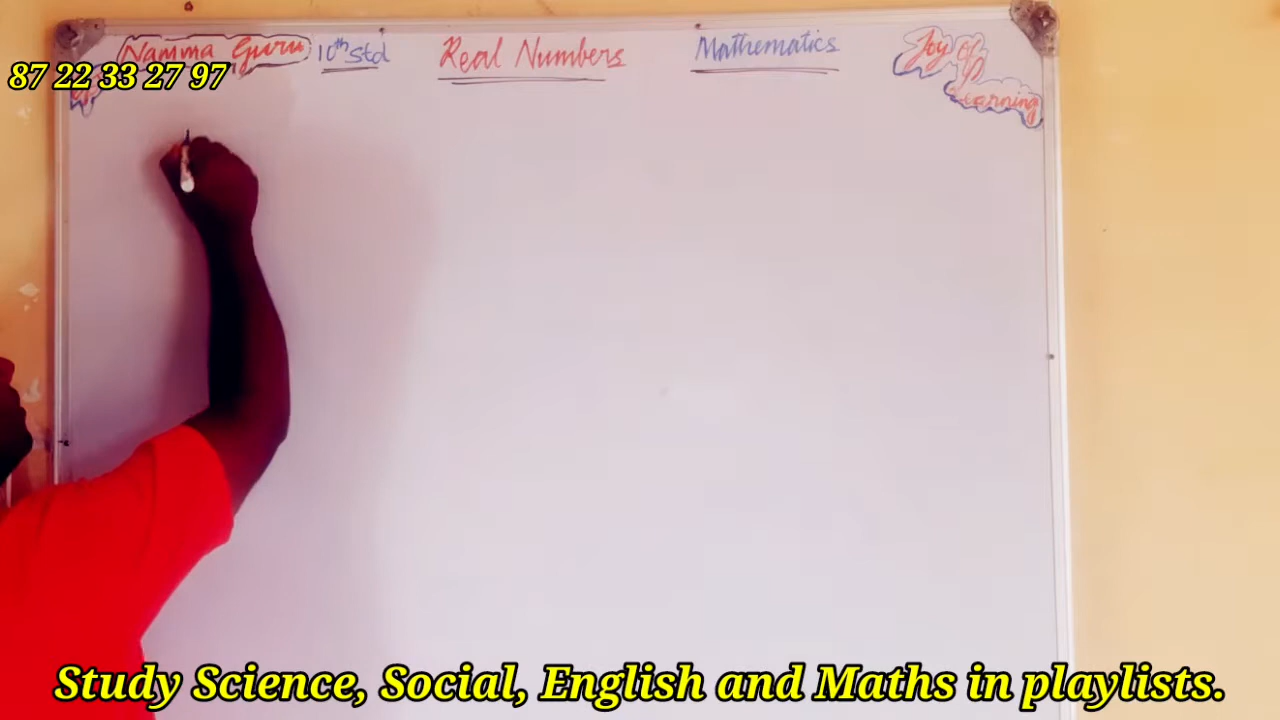 Namma Guru 10th Std Real Numbers Mathematics Joy of Learning
87 22 33 27 97
Study Science, Social, English and Maths in playlists.